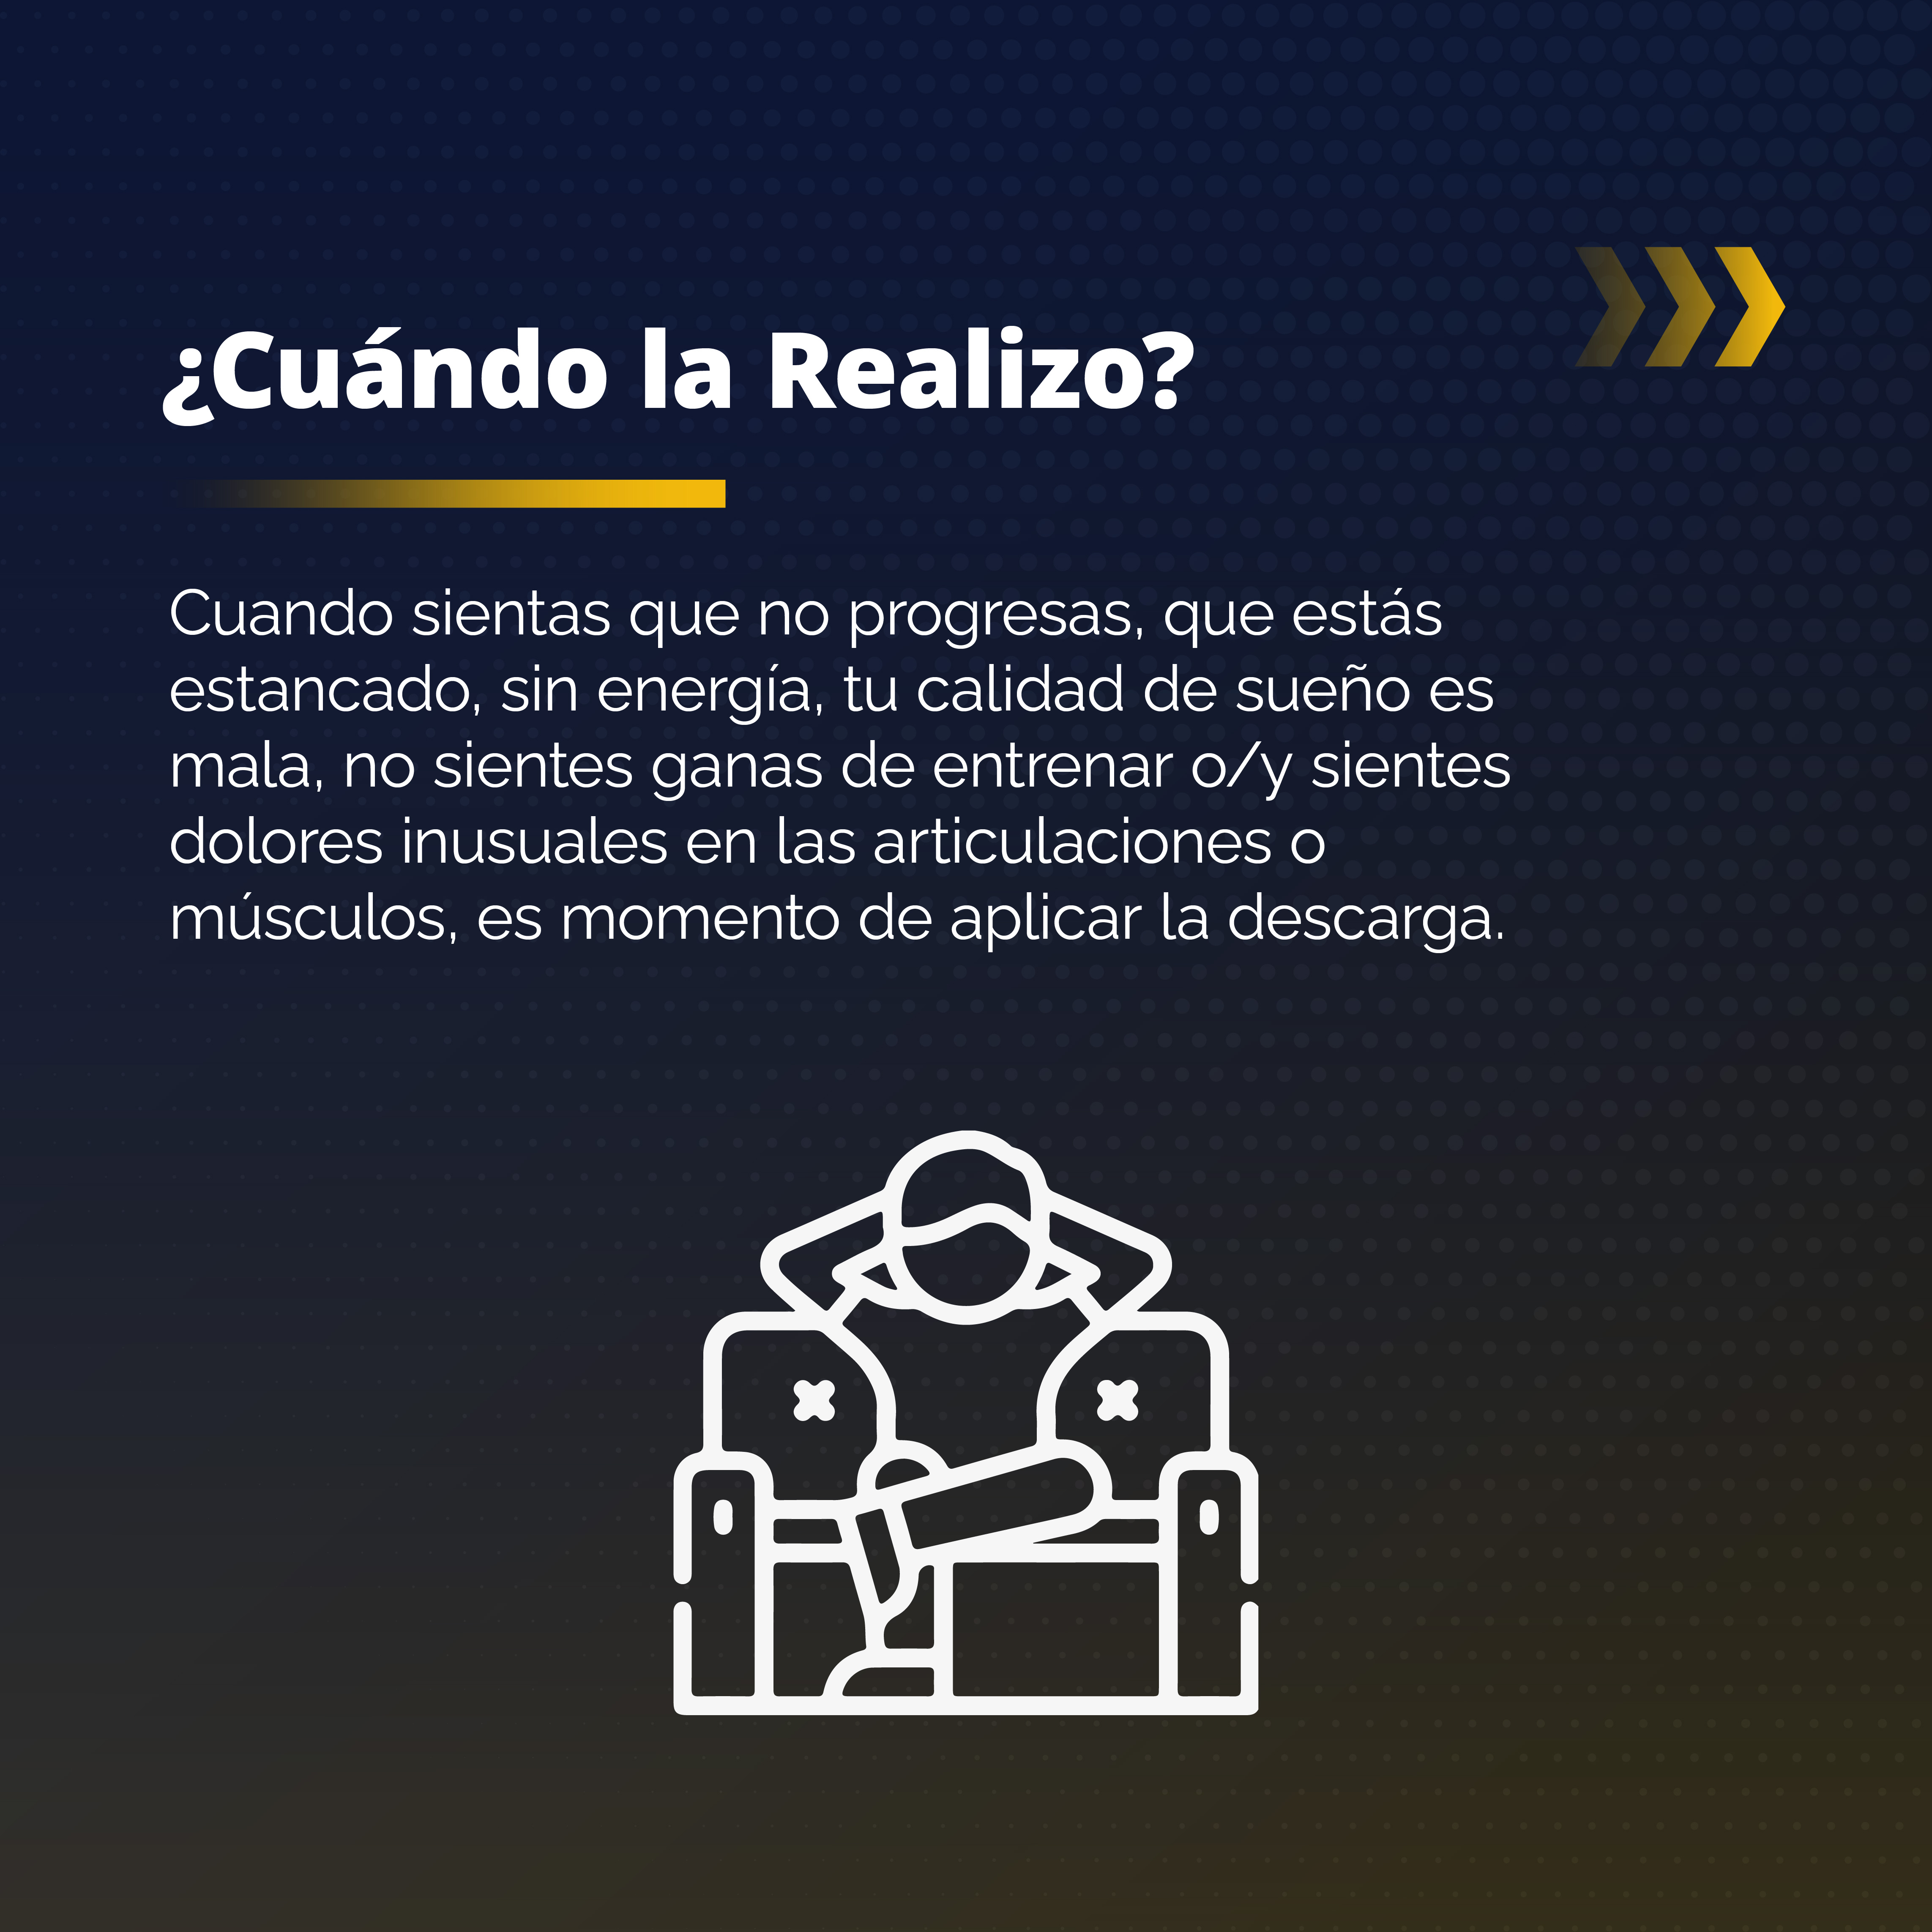 ¿Cuándo la Realizo?
Cuando sientas que no progresas, que estás
estancado, sin energía, tu calidad de sueño es
mala, no sientes ganas de entrenar o/y sientes
dolores inusuales en las articulaciones o
músculos, es momento de aplicar la descarga.